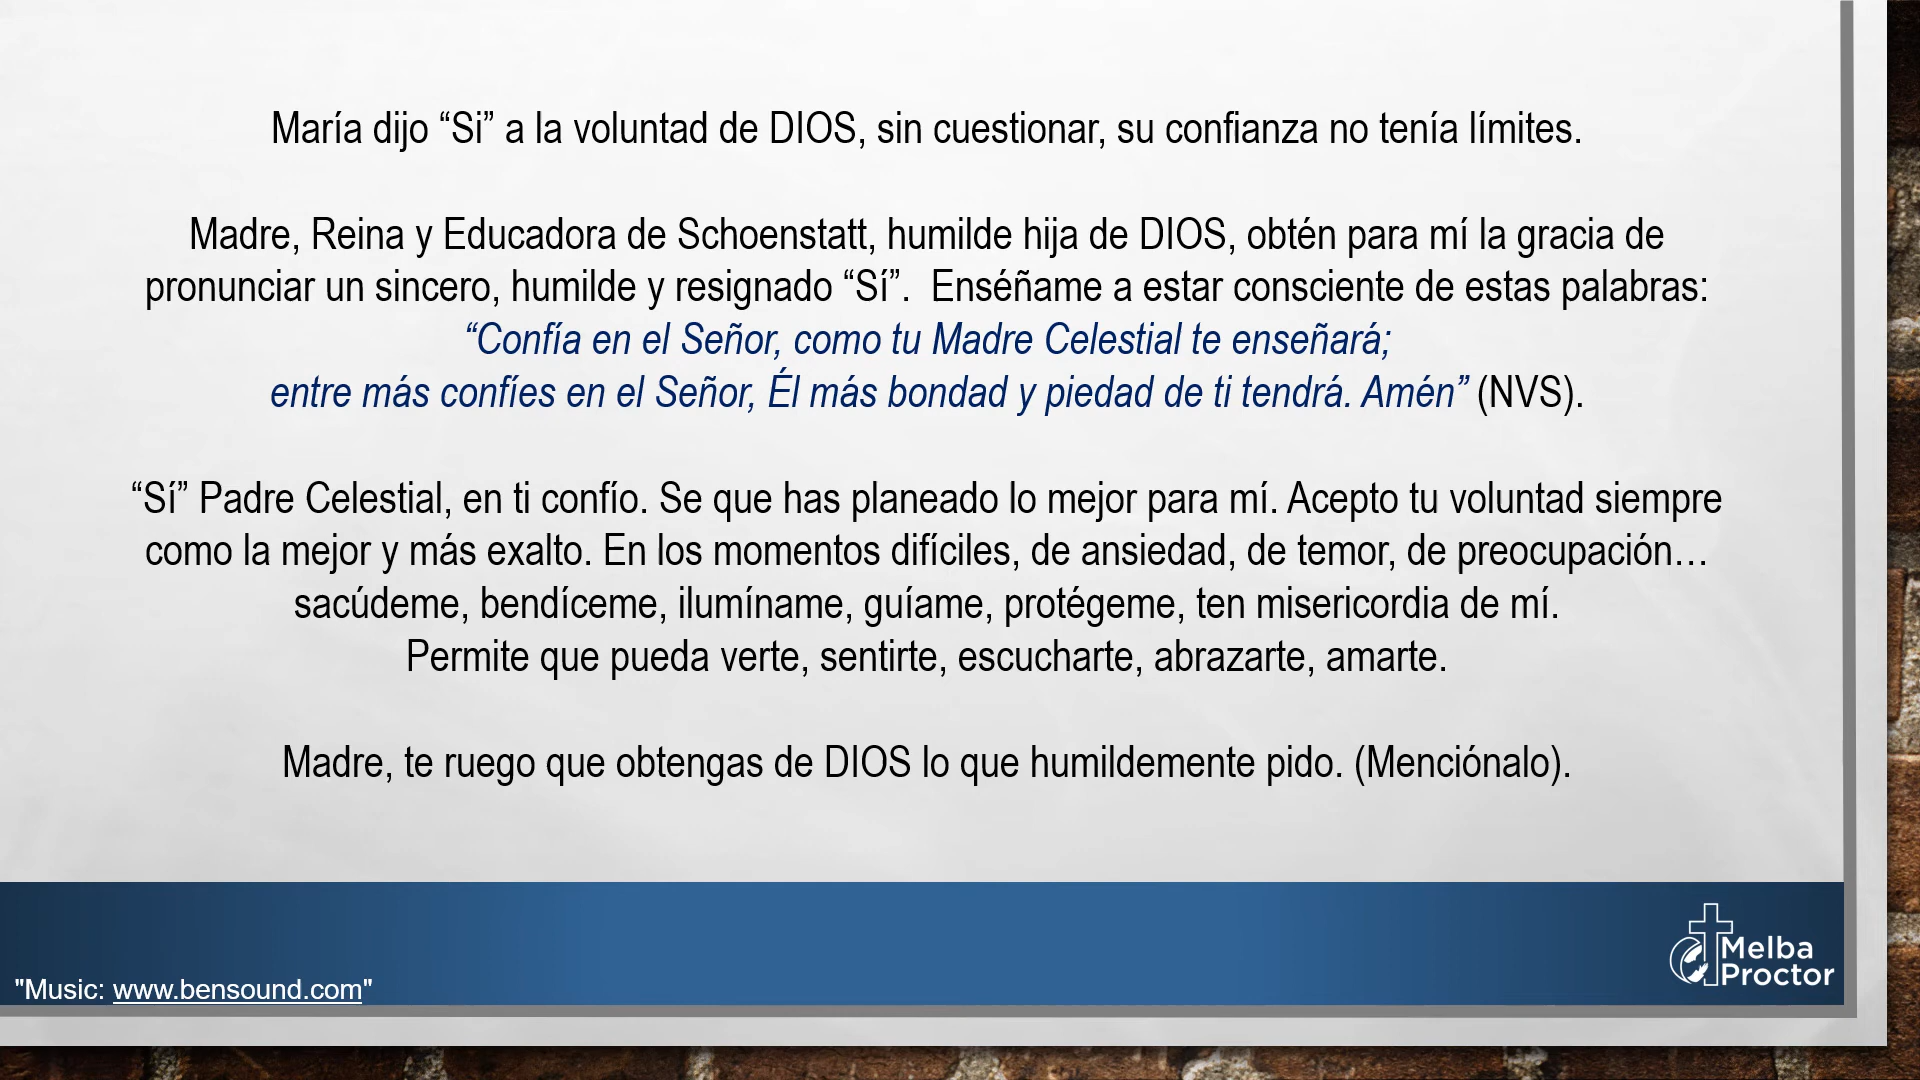 María dijo “Si” a la voluntad de DIOS, sin cuestionar, su confianza no tenía límites.
Madre, Reina y Educadora de Schoenstatt, humilde hija de DIOS, obtén para mí la gracia de
pronunciar un sincero, humilde y resignado “Sí”.  Enséñame a estar consciente de estas palabras:
“Confía en el Señor, como tu Madre Celestial te enseñará;
entre más confíes en el Señor, Él más bondad y piedad de ti tendrá. Amén” (NVS).
“Sí” Padre Celestial, en ti confío. Se que has planeado lo mejor para mí. Acepto tu voluntad siempre
como la mejor y más exalto. En los momentos difíciles, de ansiedad, de temor, de preocupación…
sacúdeme, bendíceme, ilumíname, guíame, protégeme, ten misericordia de mí.
Permite que pueda verte, sentirte, escucharte, abrazarte, amarte.
Madre, te ruego que obtengas de DIOS lo que humildemente pido. (Menciónalo).
Melba
Proctor
"Music: www.bensound.com"